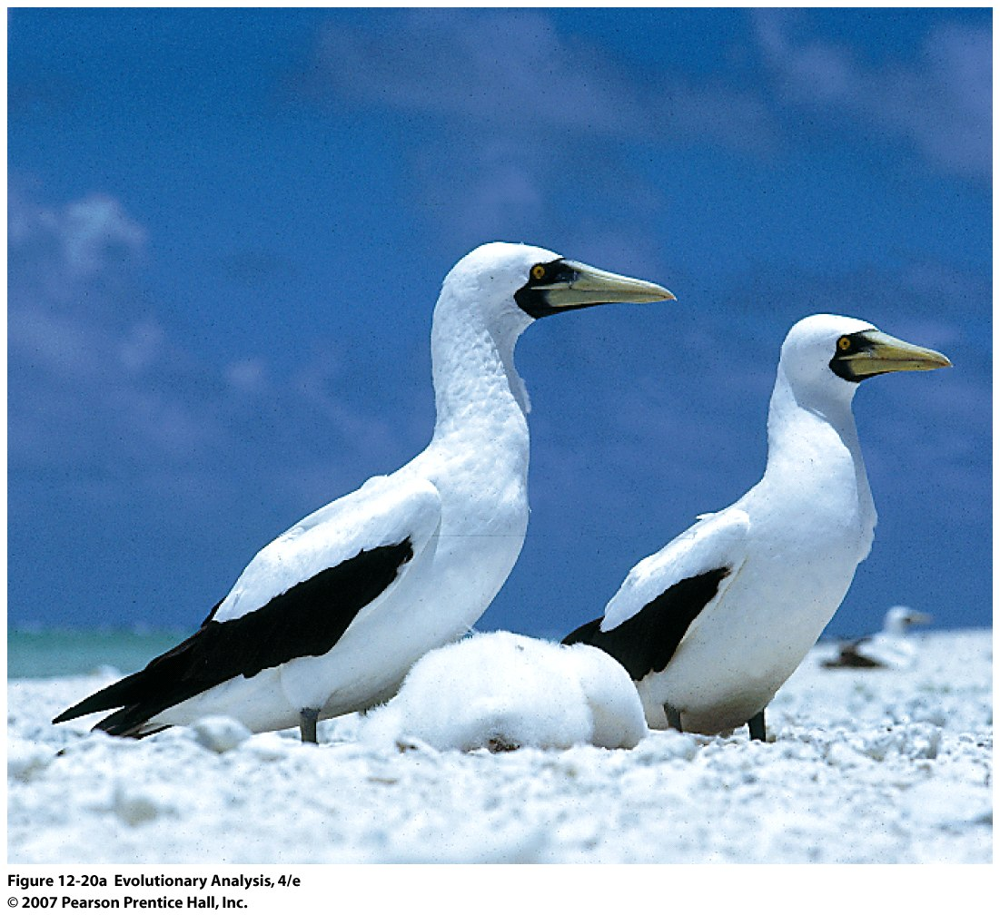 Figure 12-20a Evolutionary Analysis, 4/e
© 2007 Pearson Prentice Hall, Inc.